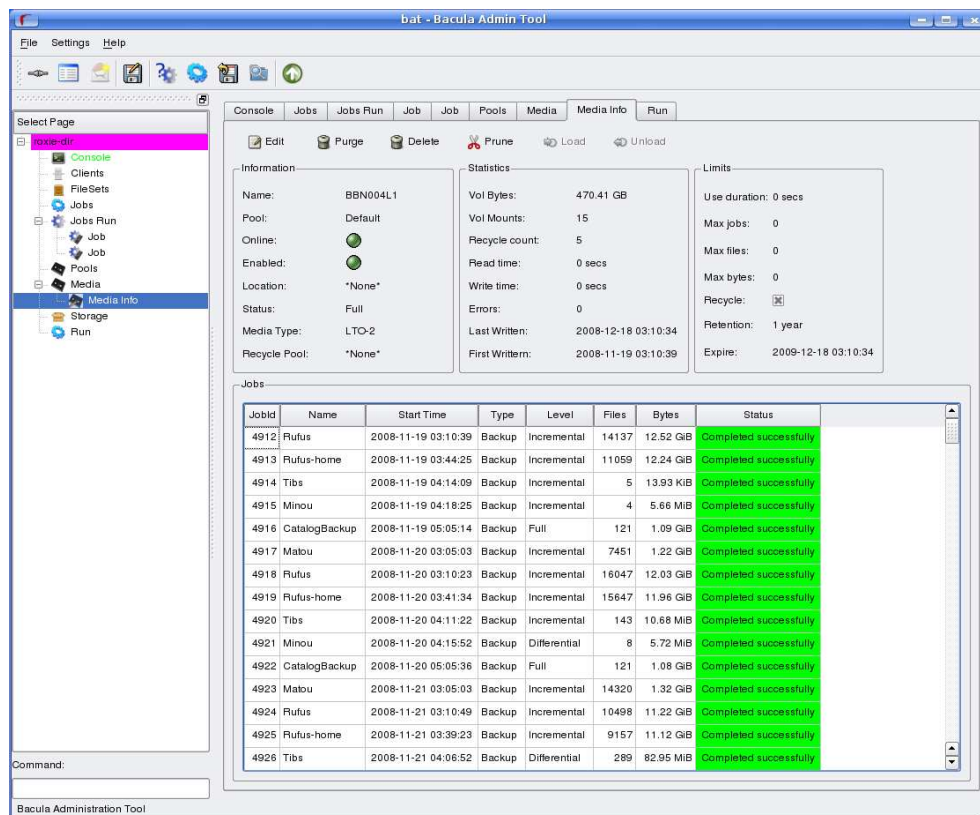 bat - Bacula Admin Tool
File Settings Help
Select Page
roxie-dir
Console
Clients
FileSets
Jobs
Jobs Run
Job
Job
Pools
Media
Media Info
Storage
Run
Command:
Bacula Administration Tool
Console Jobs Jobs Run Job Job Pools Media Media Info Run
Edit Purge Delete Prune Load Unload
Information
Name: BBN004L1
Pool: Default
Online:
Enabled:
Location: *None*
Status: Full
Media Type: LTO-2
Recycle Pool: *None*
Statistics
Vol Bytes: 470.41 GB
Vol Mounts: 15
Recycle count: 5
Read time: 0 secs
Write time: 0 secs
Errors: 0
Last Written: 2008-12-18 03:10:34
First Writtern: 2008-11-19 03:10:39
Limits
Use duration: 0 secs
Max jobs: 0
Max files: 0
Max bytes: 0
Recycle:
Retention: 1 year
Expire: 2009-12-18 03:10:34
Jobs
JobId Name Start Time Type Level Files Bytes Status
4912 Rufus 2008-11-19 03:10:39 Backup Incremental 14137 12.52 GiB Completed successfully
4913 Rufus-home 2008-11-19 03:44:25 Backup Incremental 11059 12.24 GiB Completed successfully
4914 Tibs 2008-11-19 04:14:09 Backup Incremental 5 13.93 KiB Completed successfully
4915 Minou 2008-11-19 04:18:25 Backup Incremental 4 5.66 MiB Completed successfully
4916 CatalogBackup 2008-11-19 05:05:14 Backup Full 121 1.09 GiB Completed successfully
4917 Matou 2008-11-20 03:05:03 Backup Incremental 7451 1.22 GiB Completed successfully
4918 Rufus 2008-11-20 03:10:23 Backup Incremental 16047 12.03 GiB Completed successfully
4919 Rufus-home 2008-11-20 03:41:34 Backup Incremental 15647 11.96 GiB Completed successfully
4920 Tibs 2008-11-20 04:11:22 Backup Incremental 143 10.68 MiB Completed successfully
4921 Minou 2008-11-20 04:15:52 Backup Differential 8 5.72 MiB Completed successfully
4922 CatalogBackup 2008-11-20 05:05:36 Backup Full 121 1.08 GiB Completed successfully
4923 Matou 2008-11-21 03:05:03 Backup Incremental 14320 1.32 GiB Completed successfully
4924 Rufus 2008-11-21 03:10:49 Backup Incremental 10498 11.22 GiB Completed successfully
4925 Rufus-home 2008-11-21 03:39:23 Backup Incremental 9157 11.12 GiB Completed successfully
4926 Tibs 2008-11-21 04:06:52 Backup Differential 289 82.95 MiB Completed successfully